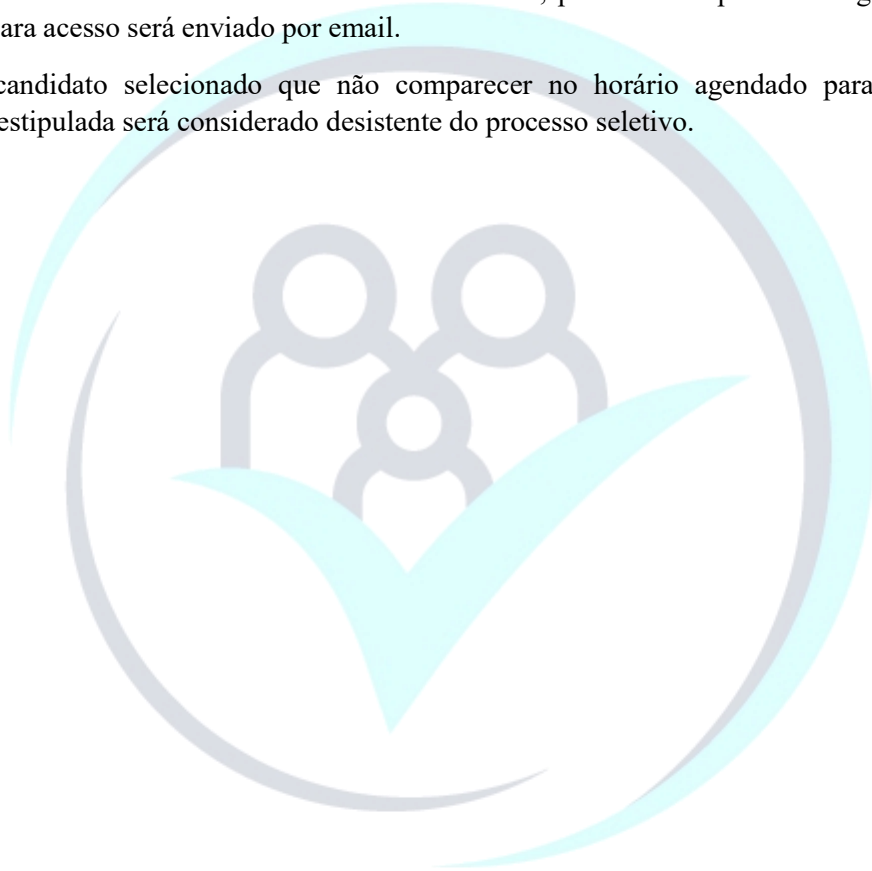 ara acesso será enviado por email.
candidato selecionado que não comparecer no horário agendado para
estipulada será considerado desistente do processo seletivo.